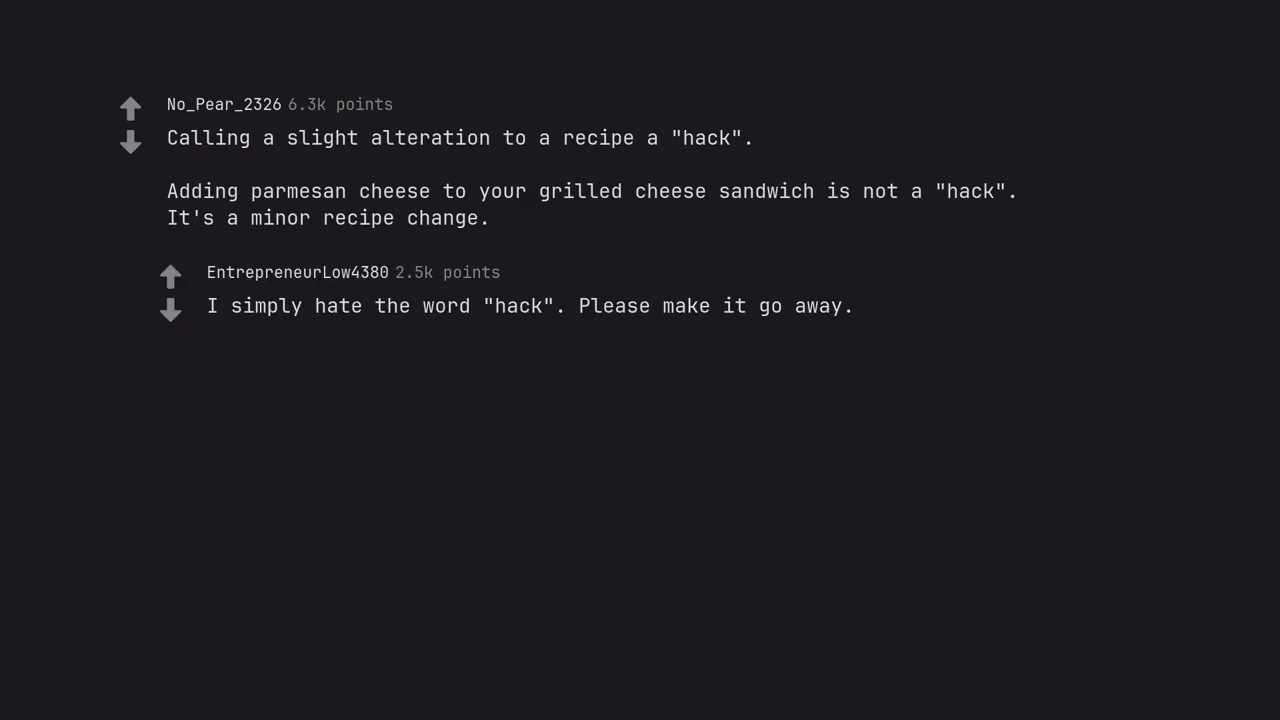 No_Pear_2326 6.3k points
Calling a slight alteration to a recipe a "hack".
Adding parmesan cheese to your grilled cheese sandwich is not a "hack".
It's a minor recipe change.
EntrepreneurLow4380 2.5k points
I simply hate the word "hack". Please make it go away.